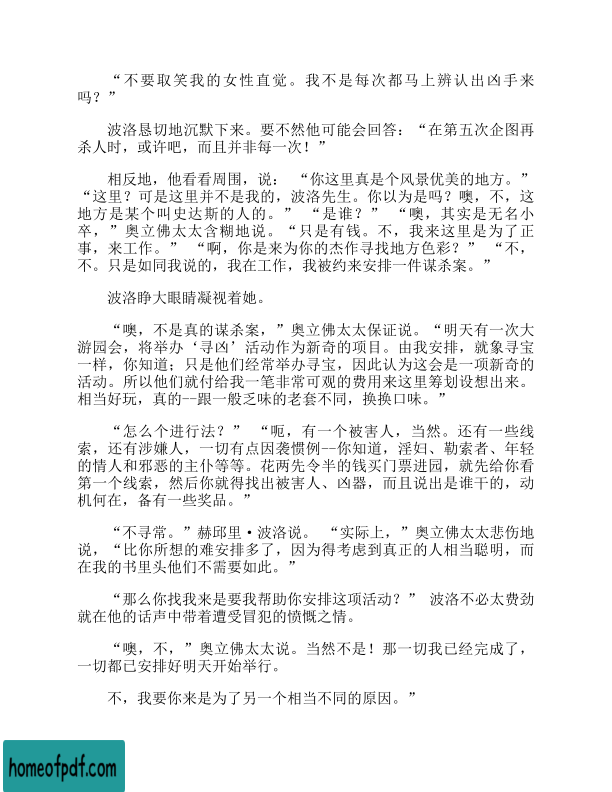 “不要取笑我的女性直觉。我不是每次都马上辨认出凶手来
吗？”
波洛恳切地沉默下来。要不然他可能会回答：“在第五次企图再
杀人时，或许吧，而且并非每一次！”
相反地，他看看周围，说： “你这里真是个风景优美的地方。”
“这里？可是这里并不是我的，波洛先生。你以为是吗？噢，不，这
地方是某个叫史达斯的人的。” “是谁？” “噢，其实是无名小
卒，”奥立佛太太含糊地说。“只是有钱。不，我来这里是为了正
事，来工作。” “啊，你是来为你的杰作寻找地方色彩？” “不，
不。只是如同我说的，我在工作，我被约来安排一件谋杀案。”
波洛睁大眼睛凝视着她。
“噢，不是真的谋杀案，”奥立佛太太保证说。“明天有一次大
游园会，将举办‘寻凶’活动作为新奇的项目。由我安排，就象寻宝
一样，你知道；只是他们经常举办寻宝，因此认为这会是一项新奇的
活动。所以他们就付给我一笔非常可观的费用来这里筹划设想出来。
相当好玩，真的--跟一般乏味的老套不同，换换口味。”
“怎么个进行法？” “呃，有一个被害人，当然。还有一些线
索，还有涉嫌人，一切有点因袭惯例--你知道，淫妇、勒索者、年轻
的情人和邪恶的主仆等等。花两先令半的钱买门票进园，就先给你看
第一个线索，然后你就得找出被害人、凶器，而且说出是谁干的，动
机何在，备有一些奖品。”
“不寻常。”赫邱里·波洛说。 “实际上，”奥立佛太太悲伤地
说，“比你所想的难安排多了，因为得考虑到真正的人相当聪明，而
在我的书里头他们不需要如此。”
“那么你找我来是要我帮助你安排这项活动？” 波洛不必太费劲
就在他的话声中带着遭受冒犯的愤慨之情。
“噢，不，”奥立佛太太说。当然不是！那一切我已经完成了，
一切都已安排好明天开始举行。
不，我要你来是为了另一个相当不同的原因。”
homeofpdf.com